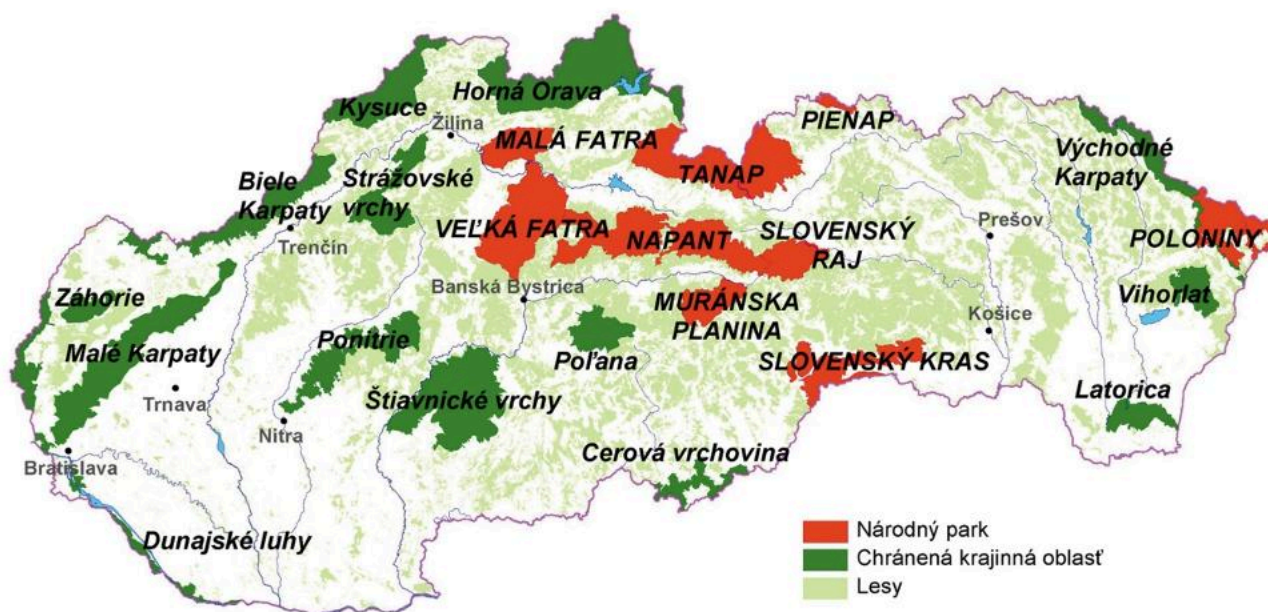 Kysuce
Horná Orava
Žilina
MALÁ FATRA
PIENAP
Východné
Karpaty
TANAP
Biele
Karpaty
Strážovské
vrchy
Trenčín
VEĽKÁ FATRA
NAPANT
SLOVENSKÝ
RAJ
Prešov
POLONINY
Záhorie
Banská Bystrica
MURÁNSKA
PLANINA
Košice
Vihorlat
Malé Karpaty
Ponitrie
Poľana
SLOVENSKÝ KRAS
Trnava
Štiavnické vrchy
Latorica
Nitra
Bratislava
Cerová vrchovina
Dunajské luhy
Národný park
Chránená krajinná oblasť
Lesy